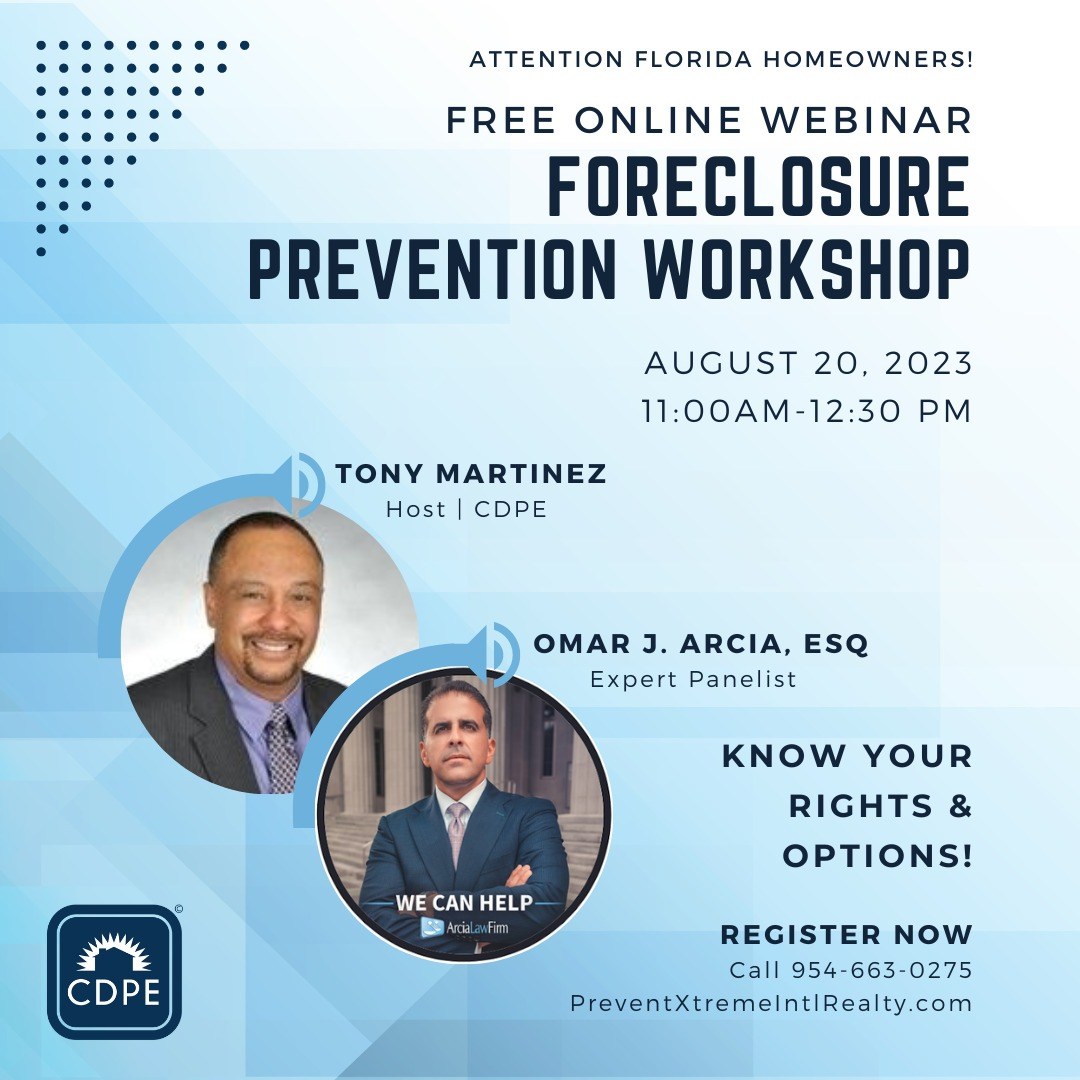 ATTENTION FLORIDA HOMEOWNERS!
FREE ONLINE WEBINAR
FORECLOSURE
PREVENTION WORKSHOP
AUGUST 20, 2023
11:00AM-12:30 PM
TONY MARTINEZ
Host | CDPE
OMAR J. ARCIA, ESQ
Expert Panelist
WE CAN HELP
ArciaLawFirm
KNOW YOUR
RIGHTS &
OPTIONS!
REGISTER NOW
Call 954-663-0275
PreventXtremeIntlRealty.com
©
CDPE